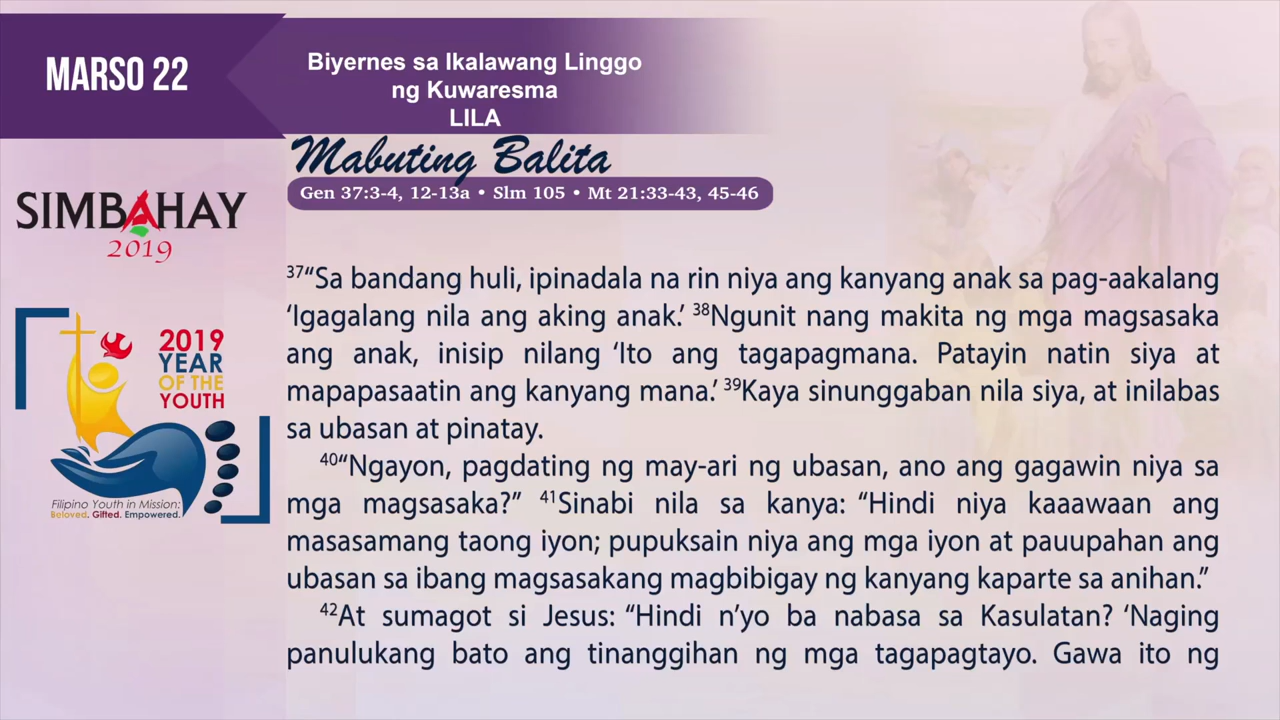 MARSO 22
Biyernes sa Ikalawang Linggo
ng Kuwaresma
LILA
Mabuting Balita
Gen 37:3-4, 12-13a • Slm 105 • Mt 21:33-43, 45-46
SIMBAHAY
2019
2019
YEAR
OF THE
YOUTH
Filipino Youth in Mission:
Beloved. Gifted. Empowered.
37“Sa bandang huli, ipinadala na rin niya ang kanyang anak sa pag-aakalang
‘Igagalang nila ang aking anak.’ 38Ngunit nang makita ng mga magsasaka
ang anak, inisip nilang ‘Ito ang tagapagmana. Patayin natin siya at
mapapasaatin ang kanyang mana.’ 39Kaya sinunggaban nila siya, at inilabas
sa ubasan at pinatay.
40“Ngayon, pagdating ng may-ari ng ubasan, ano ang gagawin niya sa
mga magsasaka?” 41Sinabi nila sa kanya: “Hindi niya kaaawaan ang
masasamang taong iyon; pupuksain niya ang mga iyon at pauupahan ang
ubasan sa ibang magsasakang magbibigay ng kanyang kaparte sa anihan.”
42At sumagot si Jesus: “Hindi n’yo ba nabasa sa Kasulatan? ‘Naging
panulukang bato ang tinanggihan ng mga tagapagtayo. Gawa ito ng